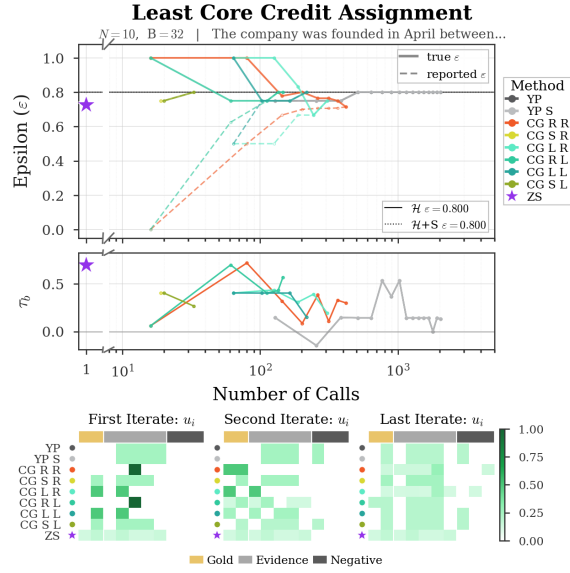 Least Core Credit Assignment
N=10, B=32 | The company was founded in April between...
Epsilon (ε)
1.0
0.8
0.6
0.4
0.2
0.0
true ε
reported ε
ℋ ε = 0.800
ℋ+S ε = 0.800
Method
YP
YP S
CG R R
CG S R
CG L R
CG R L
CG L L
CG S L
ZS
τ_b
0.5
0.0
1
10¹
10²
10³
Number of Calls
First Iterate: u_i
Second Iterate: u_i
Last Iterate: u_i
YP
YP S
CG R R
CG S R
CG L R
CG R L
CG L L
CG S L
ZS
1.00
0.75
0.50
0.25
0.00
Gold
Evidence
Negative